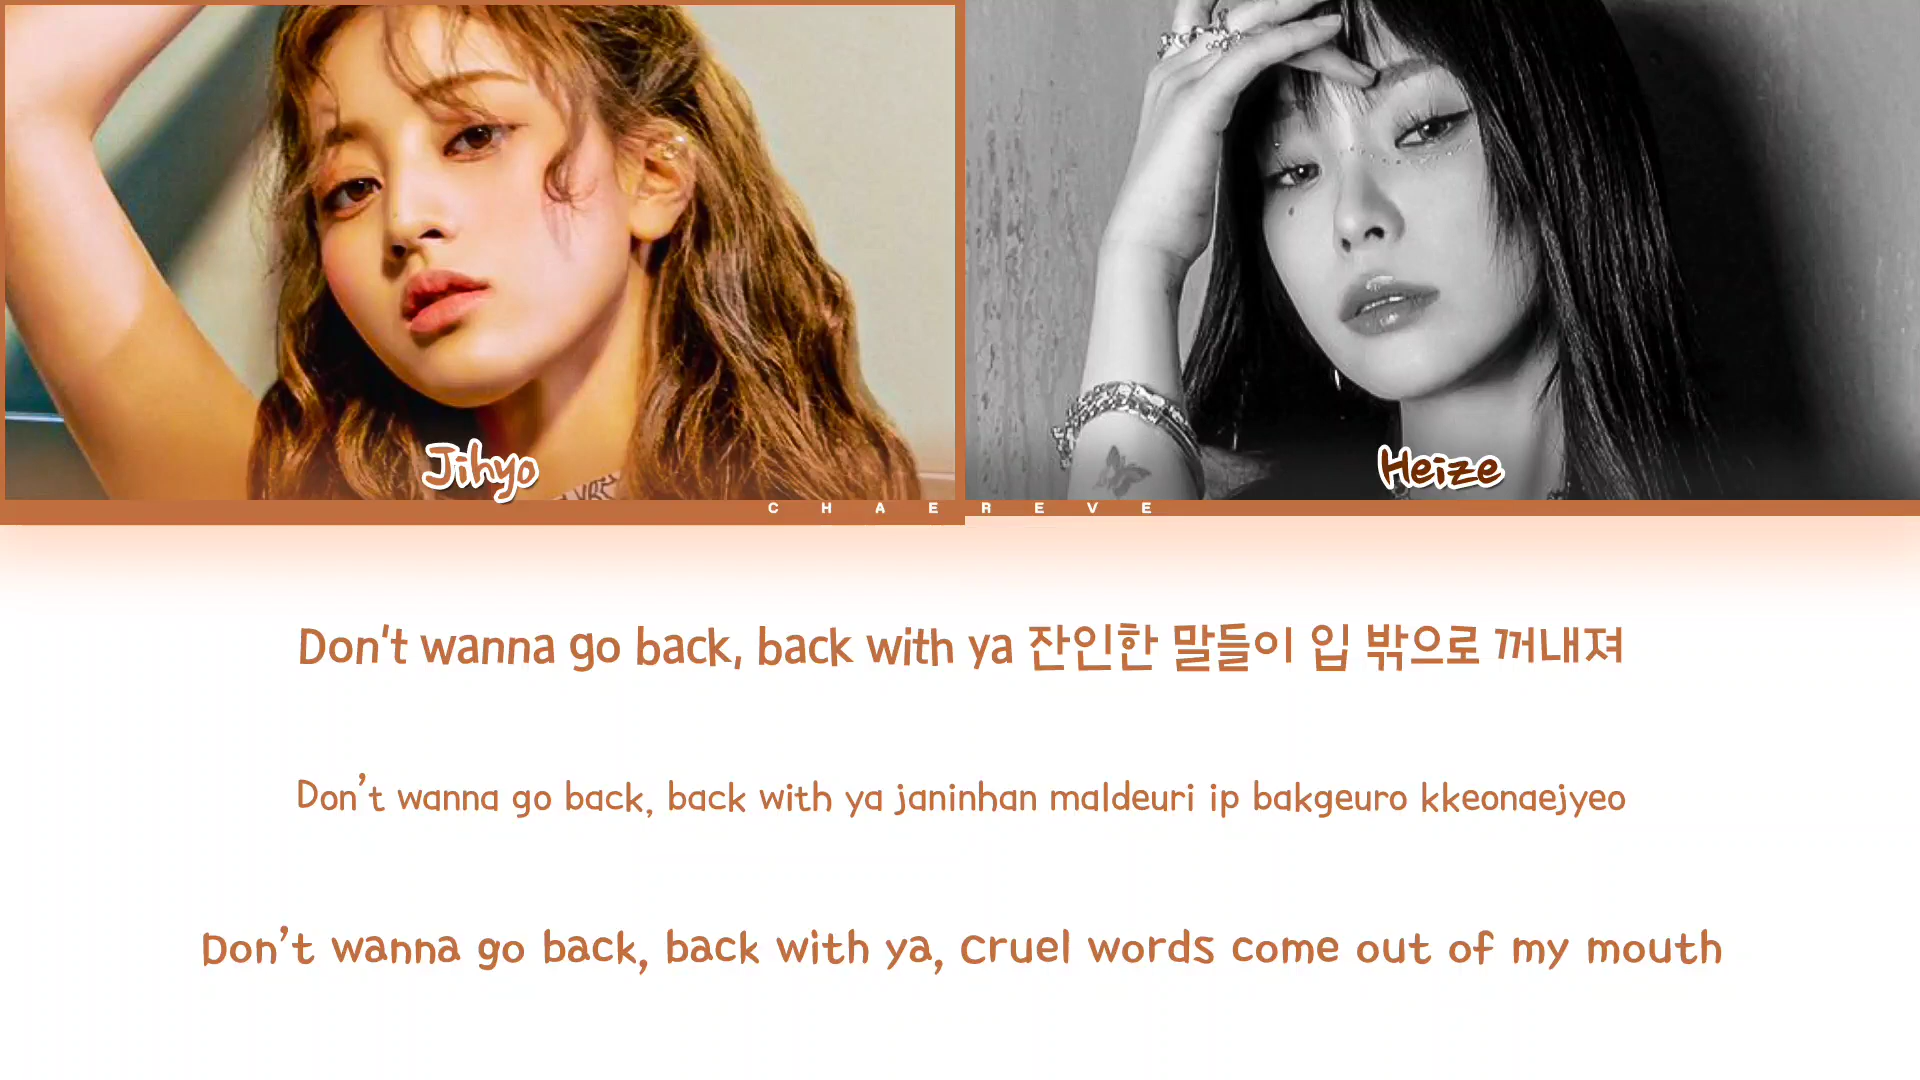 Jihyo
Heize
CHAEREVE
Don't wanna go back, back with ya 잔인한 말들이 입 밖으로 꺼내져
Don't wanna go back, back with ya janinhan maldeuri ip bakgeuro kkeonaejyeo
Don't wanna go back, back with ya, cruel words come out of my mouth